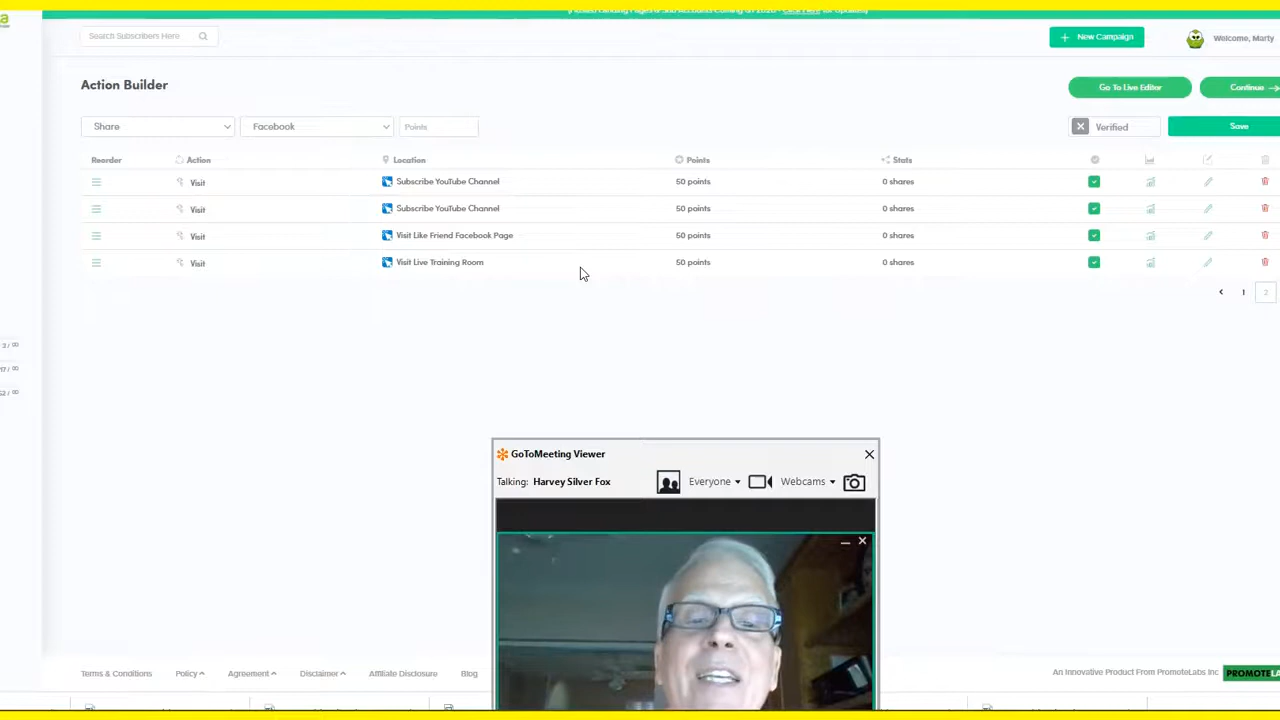 Search Subscribers Here
New Campaign
Welcome, Marty
Action Builder
Go To Live Editor
Continue
Share
Facebook
Points
Verified
Save
Reorder Action Location Points Stats
Visit Subscribe YouTube Channel 50 points 0 shares
Visit Subscribe YouTube Channel 50 points 0 shares
Visit Visit Like Friend Facebook Page 50 points 0 shares
Visit Visit Live Training Room 50 points 0 shares
1 2
GoToMeeting Viewer
Talking: Harvey Silver Fox
Everyone
Webcams
Terms & Conditions Policy Agreement Disclaimer Affiliate Disclosure Blog
An Innovative Product From PromoteLabs Inc